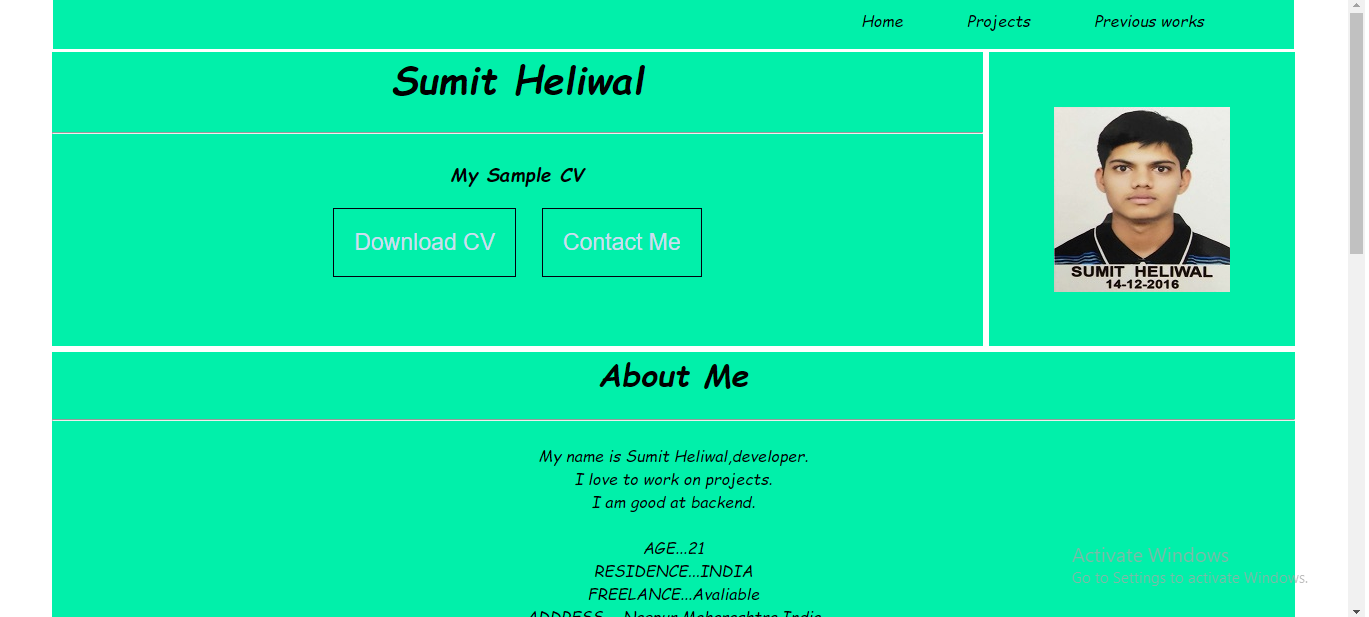 Home Projects Previous works
Sumit Heliwal
My Sample CV
Download CV Contact Me
SUMIT HELIWAL
14-12-2016
About Me
My name is Sumit Heliwal,developer.
I love to work on projects.
I am good at backend.
AGE...21
RESIDENCE...INDIA
FREELANCE...Avaliable
Activate Windows
Go to Settings to activate Windows.